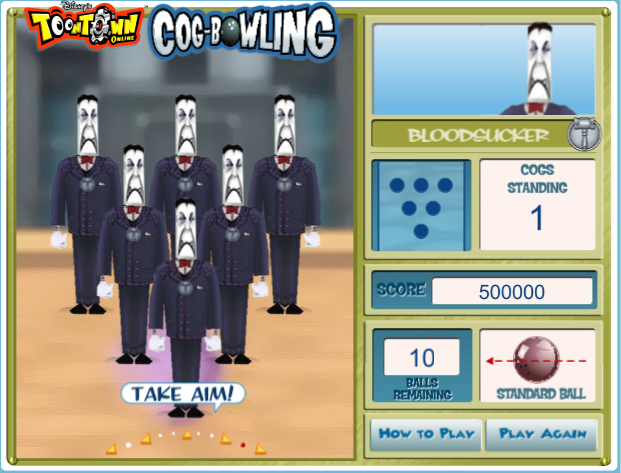 Disney's
TOONTOWN
ONLINE
COG-BOWLING
BLOODSUCKER
COGS
STANDING
1
SCORE 500000
10
BALLS
REMAINING
STANDARD BALL
TAKE AIM!
HOW TO PLAY
PLAY AGAIN